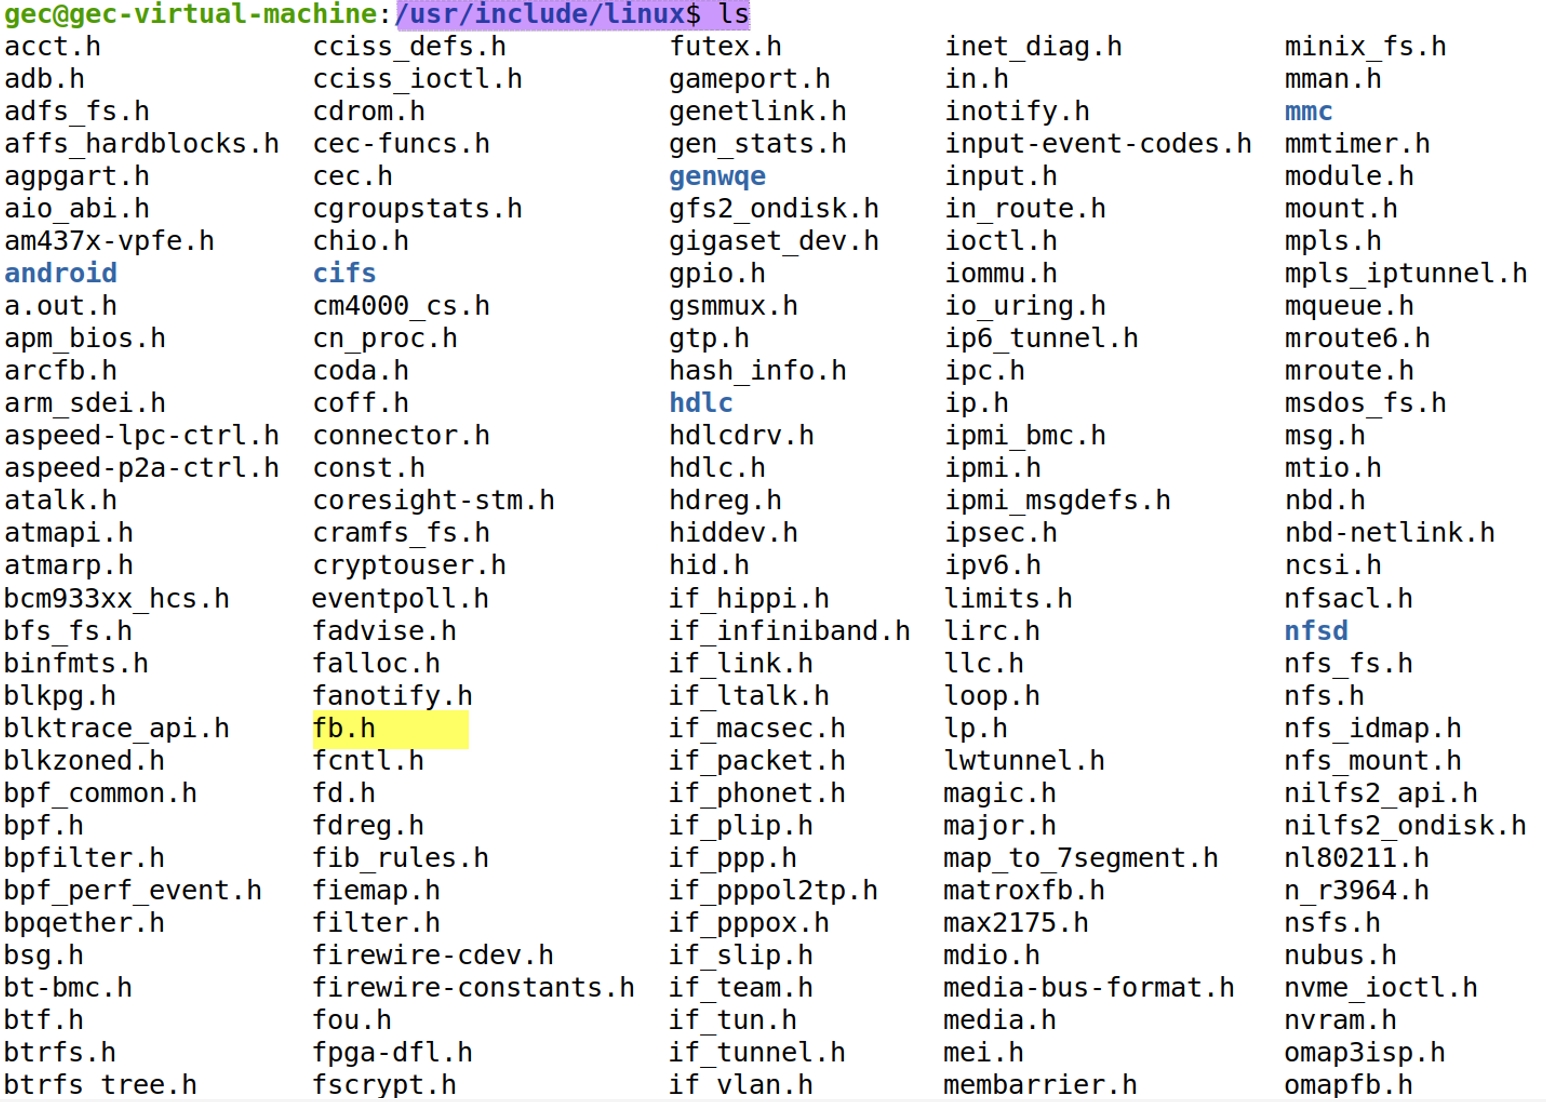 gec@gec-virtual-machine:/usr/include/linux$ ls
acct.h cciss_defs.h futex.h inet_diag.h minix_fs.h
adb.h cciss_ioctl.h gameport.h in.h mman.h
adfs_fs.h cdrom.h genetlink.h inotify.h mmc
affs_hardblocks.h cec-funcs.h gen_stats.h input-event-codes.h mmtimer.h
agpgart.h cec.h genwqe input.h module.h
aio_abi.h cgroupstats.h gfs2_ondisk.h in_route.h mount.h
am437x-vpfe.h chio.h gigaset_dev.h ioctl.h mpls.h
android cifs gpio.h iommu.h mpls_iptunnel.h
a.out.h cm4000_cs.h gsmmux.h io_uring.h mqueue.h
apm_bios.h cn_proc.h gtp.h ip6_tunnel.h mroute6.h
arcfb.h coda.h hash_info.h ipc.h mroute.h
arm_sdei.h coff.h hdlc ip.h msdos_fs.h
aspeed-lpc-ctrl.h connector.h hdlcdrv.h ipmi_bmc.h msg.h
aspeed-p2a-ctrl.h const.h hdlc.h ipmi.h mtio.h
atalk.h coresight-stm.h hdreg.h ipmi_msgdefs.h nbd.h
atmapi.h cramfs_fs.h hiddev.h ipsec.h nbd-netlink.h
atmarp.h cryptouser.h hid.h ipv6.h ncsi.h
bcm933xx_hcs.h eventpoll.h if_hippi.h limits.h nfsacl.h
bfs_fs.h fadvise.h if_infiniband.h lirc.h nfsd
binfmts.h falloc.h if_link.h llc.h nfs_fs.h
blkpg.h fanotify.h if_ltalk.h loop.h nfs.h
blktrace_api.h fb.h if_macsec.h lp.h nfs_idmap.h
blkzoned.h fcntl.h if_packet.h lwtunnel.h nfs_mount.h
bpf_common.h fd.h if_phonet.h magic.h nilfs2_api.h
bpf.h fdreg.h if_plip.h major.h nilfs2_ondisk.h
bpfilter.h fib_rules.h if_ppp.h map_to_7segment.h nl80211.h
bpf_perf_event.h fiemap.h if_pppol2tp.h matroxfb.h n_r3964.h
bpqether.h filter.h if_pppox.h max2175.h nsfs.h
bsg.h firewire-cdev.h if_slip.h mdio.h nubus.h
bt-bmc.h firewire-constants.h if_team.h media-bus-format.h nvme_ioctl.h
btf.h fou.h if_tun.h media.h nvram.h
btrfs.h fpga-dfl.h if_tunnel.h mei.h omap3isp.h
btrfs_tree.h fscrypt.h if_vlan.h membarrier.h omapfb.h